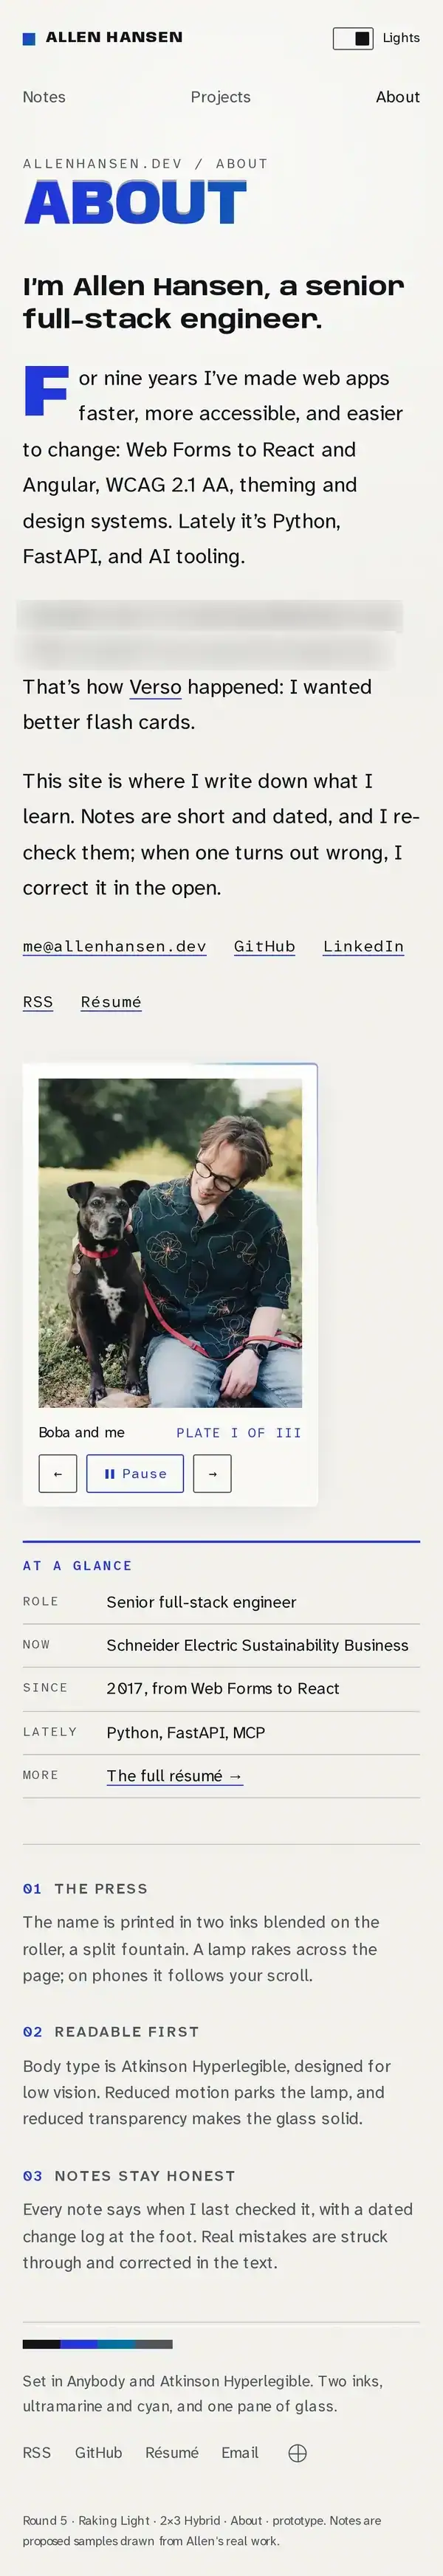 ALLEN HANSEN
Lights
Notes Projects About
ALLENHANSEN.DEV / ABOUT
ABOUT
I'm Allen Hansen, a senior
full-stack engineer.
For nine years I've made web apps
faster, more accessible, and easier
to change: Web Forms to React and
Angular, WCAG 2.1 AA, theming and
design systems. Lately it's Python,
FastAPI, and AI tooling.
That's how Verso happened: I wanted
better flash cards.
This site is where I write down what I
learn. Notes are short and dated, and I re-
check them; when one turns out wrong, I
correct it in the open.
me@allenhansen.dev GitHub LinkedIn
RSS Résumé
Boba and me PLATE I OF III
← Pause →
AT A GLANCE
ROLE Senior full-stack engineer
NOW Schneider Electric Sustainability Business
SINCE 2017, from Web Forms to React
LATELY Python, FastAPI, MCP
MORE The full résumé →
01 THE PRESS
The name is printed in two inks blended on the
roller, a split fountain. A lamp rakes across the
page; on phones it follows your scroll.
02 READABLE FIRST
Body type is Atkinson Hyperlegible, designed for
low vision. Reduced motion parks the lamp, and
reduced transparency makes the glass solid.
03 NOTES STAY HONEST
Every note says when I last checked it, with a dated
change log at the foot. Real mistakes are struck
through and corrected in the text.
Set in Anybody and Atkinson Hyperlegible. Two inks,
ultramarine and cyan, and one pane of glass.
RSS GitHub Résumé Email
Round 5 · Raking Light · 2×3 Hybrid · About · prototype. Notes are
proposed samples drawn from Allen's real work.